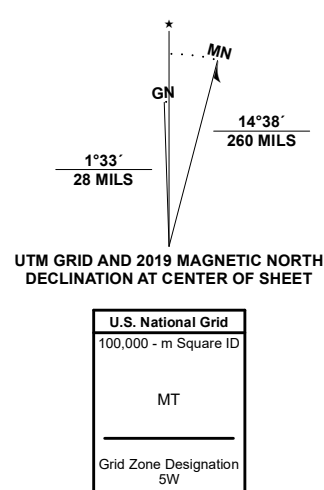 ★
MN
GN
14°38´
260 MILS
1°33´
28 MILS
UTM GRID AND 2019 MAGNETIC NORTH
DECLINATION AT CENTER OF SHEET
U.S. National Grid
100,000 - m Square ID
MT
Grid Zone Designation
5W